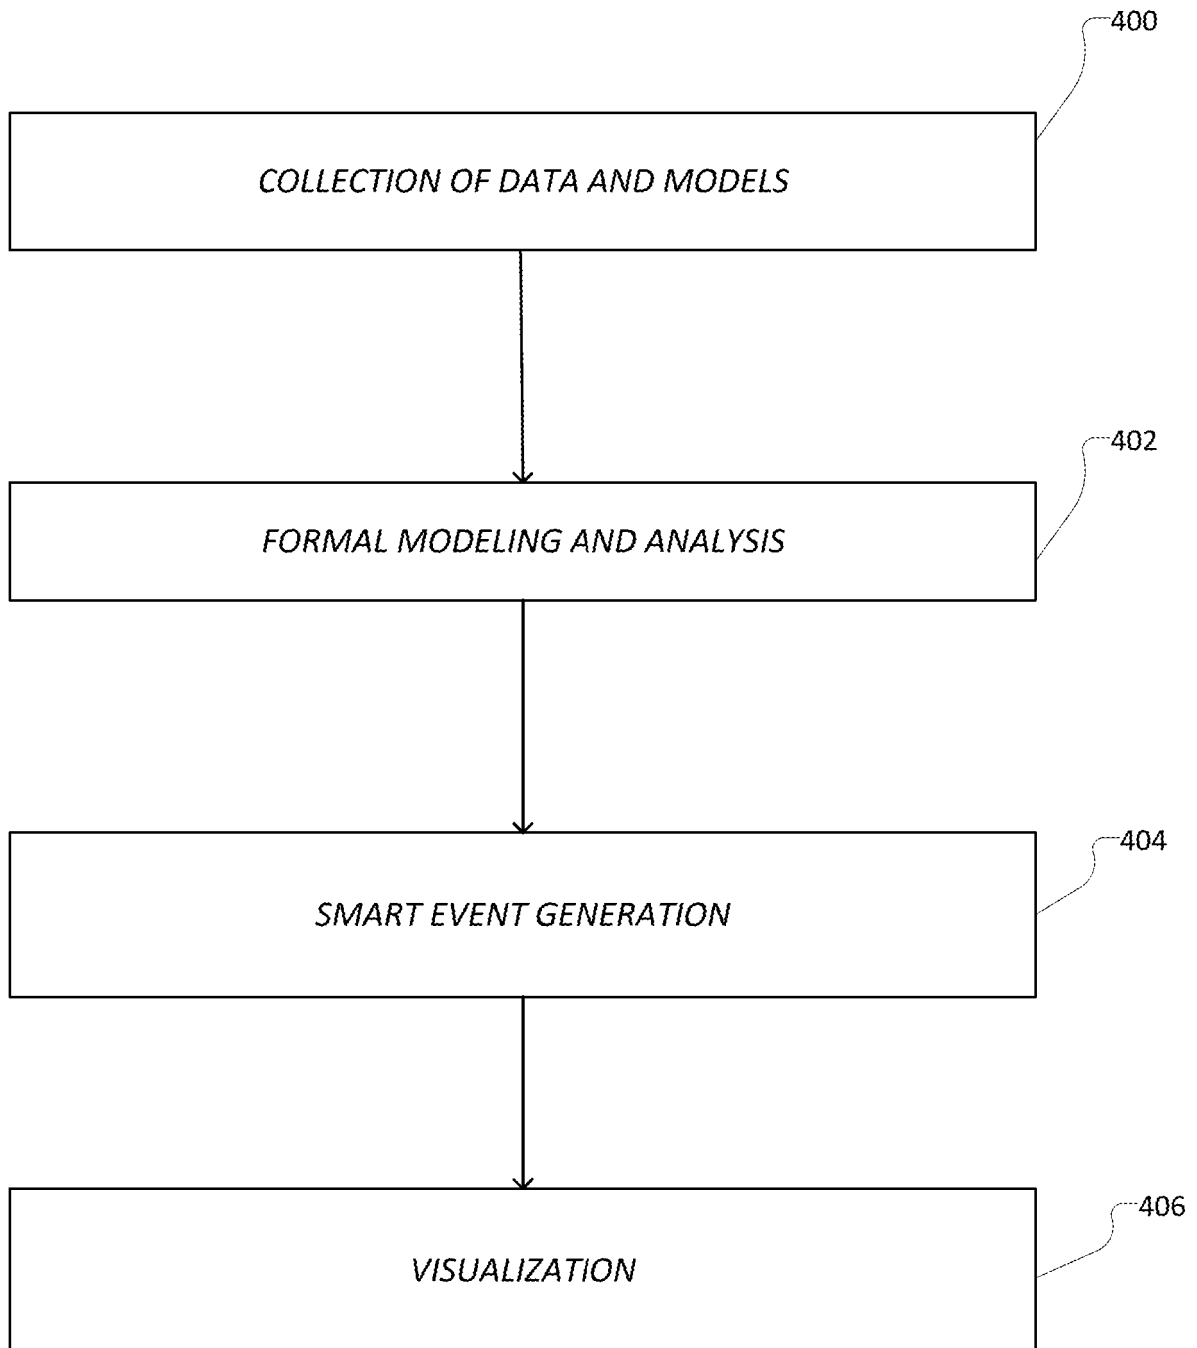 400
COLLECTION OF DATA AND MODELS
402
FORMAL MODELING AND ANALYSIS
404
SMART EVENT GENERATION
406
VISUALIZATION